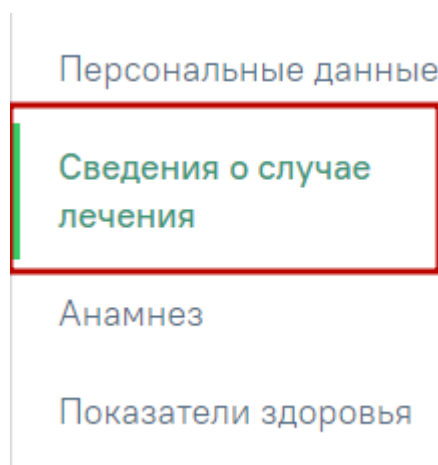 Персональные данные
Сведения о случае
лечения
Анамнез
Показатели здоровья